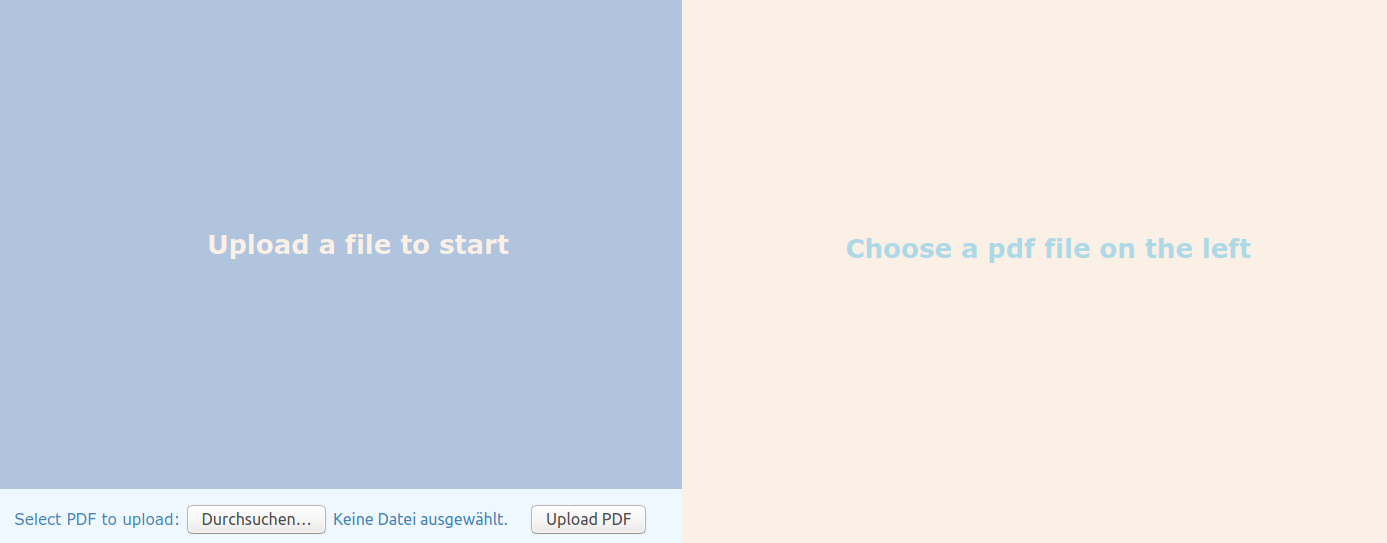 Upload a file to start
Choose a pdf file on the left
Select PDF to upload: Durchsuchen... Keine Datei ausgewählt. Upload PDF